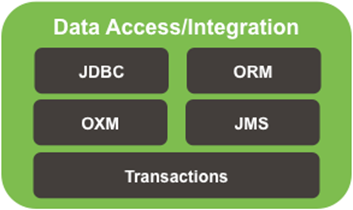 Data Access/Integration
JDBC ORM
OXM JMS
Transactions